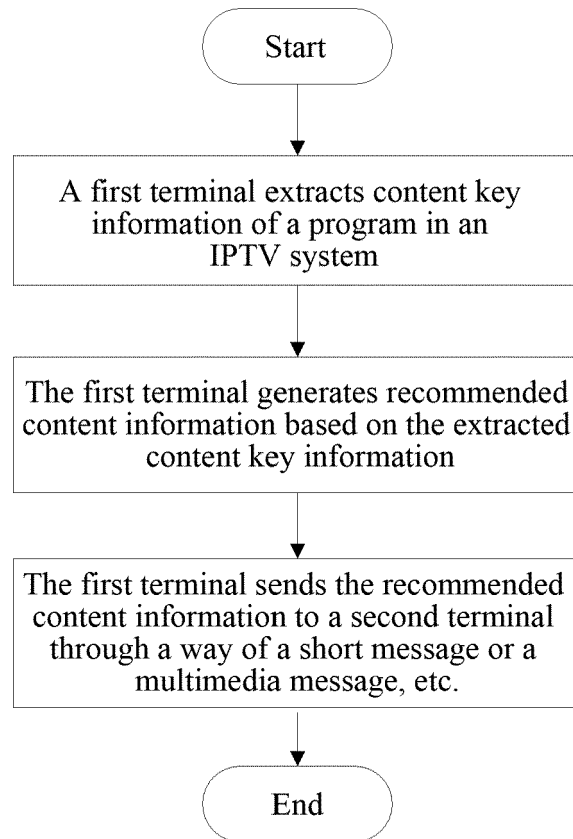 Start
A first terminal extracts content key
information of a program in an
IPTV system
The first terminal generates recommended
content information based on the extracted
content key information
The first terminal sends the recommended
content information to a second terminal
through a way of a short message or a
multimedia message, etc.
End